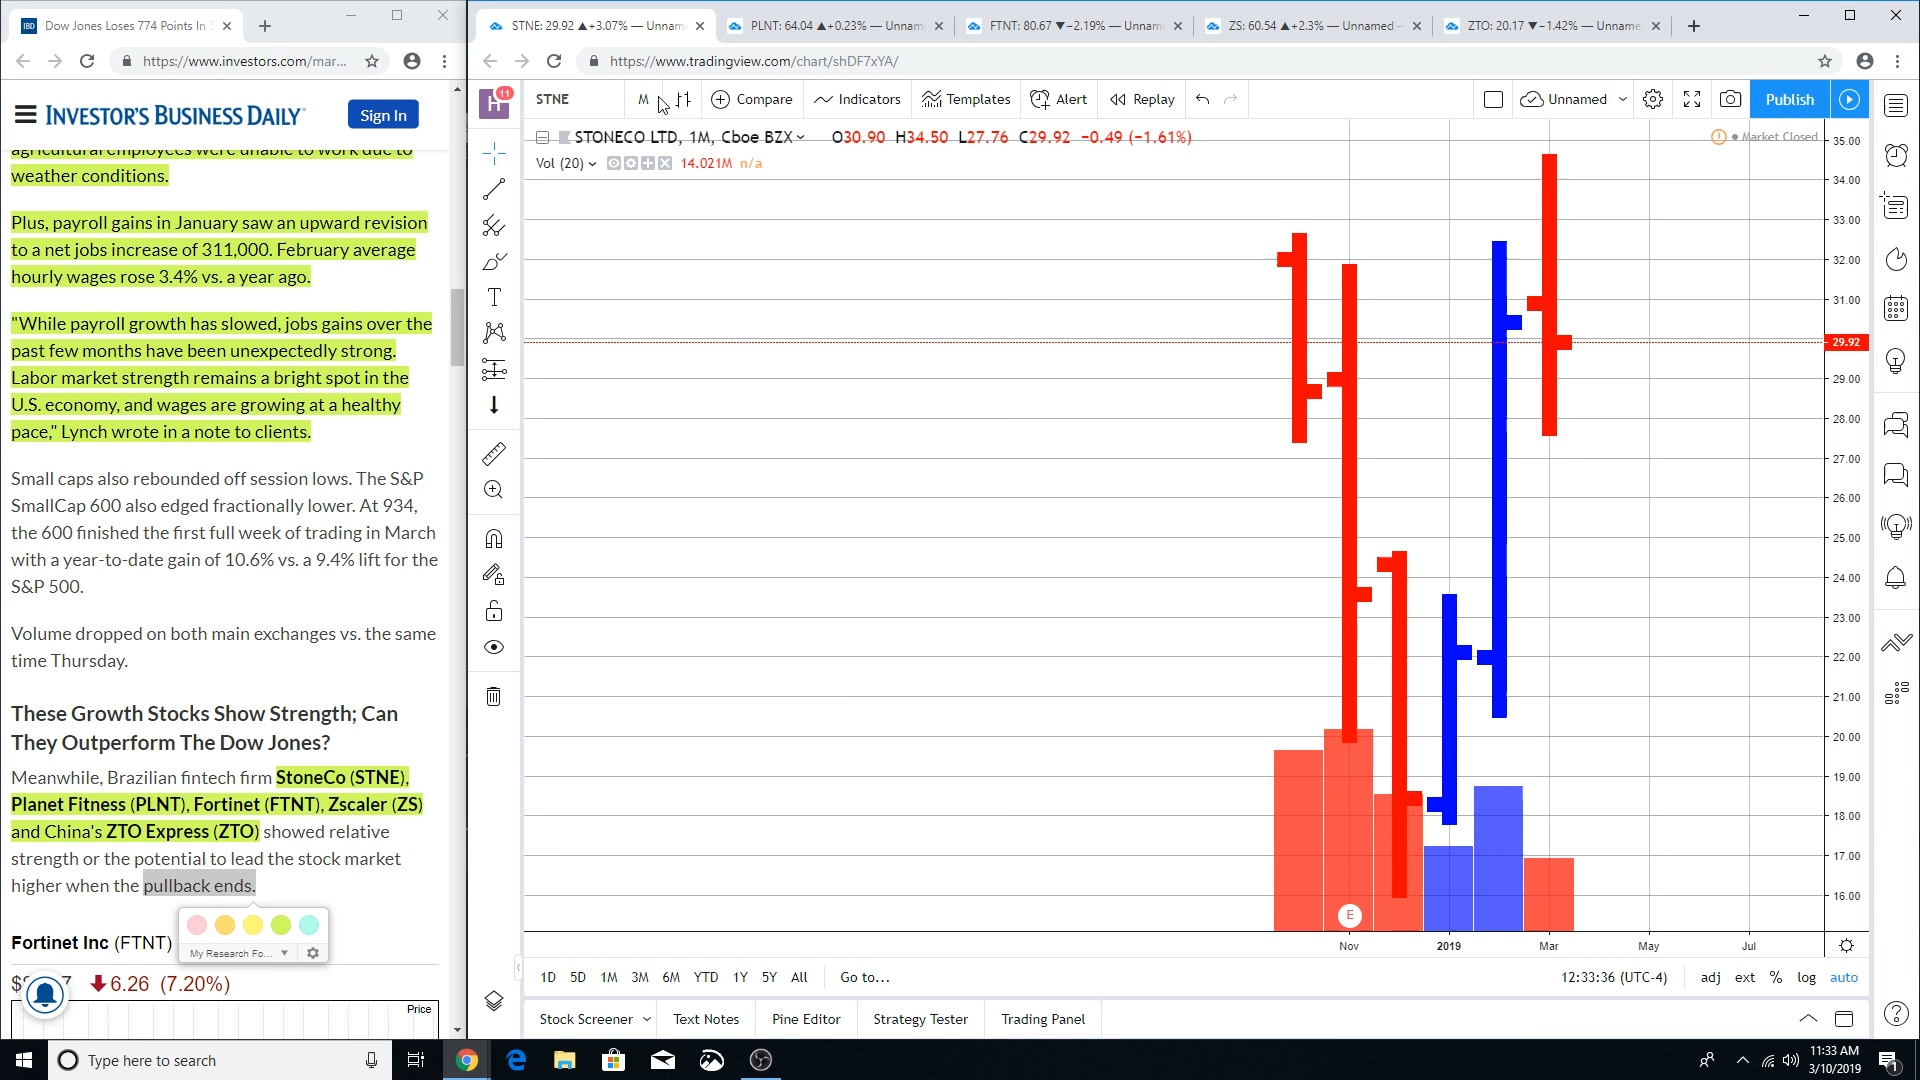 Dow Jones Loses 774 Points In
STNE: 29.92 ▲+3.07% — Unnam
PLNT: 64.04 ▲+0.23% — Unnam
FTNT: 80.67 ▼−2.19% — Unnam
ZS: 60.54 ▲+2.3% — Unnamed
ZTO: 20.17 ▼−1.42% — Unname
https://www.investors.com/mar...
https://www.tradingview.com/chart/shDF7xYA/
INVESTOR'S BUSINESS DAILY
Sign In
agricultural employees were unable to work due to
weather conditions.
Plus, payroll gains in January saw an upward revision
to a net jobs increase of 311,000. February average
hourly wages rose 3.4% vs. a year ago.
"While payroll growth has slowed, jobs gains over the
past few months have been unexpectedly strong.
Labor market strength remains a bright spot in the
U.S. economy, and wages are growing at a healthy
pace," Lynch wrote in a note to clients.
Small caps also rebounded off session lows. The S&P
SmallCap 600 also edged fractionally lower. At 934,
the 600 finished the first full week of trading in March
with a year-to-date gain of 10.6% vs. a 9.4% lift for the
S&P 500.
Volume dropped on both main exchanges vs. the same
time Thursday.
These Growth Stocks Show Strength; Can
They Outperform The Dow Jones?
Meanwhile, Brazilian fintech firm StoneCo (STNE),
Planet Fitness (PLNT), Fortinet (FTNT), Zscaler (ZS)
and China's ZTO Express (ZTO) showed relative
strength or the potential to lead the stock market
higher when the pullback ends.
My Research Fo...
Fortinet Inc (FTNT)
6.26 (7.20%)
Price
H 11
STNE
M
Compare
Indicators
Templates
Alert
Replay
Unnamed
Publish
STONECO LTD, 1M, Cboe BZX
O30.90 H34.50 L27.76 C29.92 −0.49 (−1.61%)
Market Closed
Vol (20)
14.021M n/a
35.00
34.00
33.00
32.00
31.00
29.92
29.00
28.00
27.00
26.00
25.00
24.00
23.00
22.00
21.00
20.00
19.00
18.00
17.00
16.00
E
Nov
2019
Mar
May
Jul
1D 5D 1M 3M 6M YTD 1Y 5Y All
Go to...
12:33:36 (UTC-4)
adj ext % log auto
Stock Screener
Text Notes
Pine Editor
Strategy Tester
Trading Panel
Type here to search
11:33 AM
3/10/2019
1